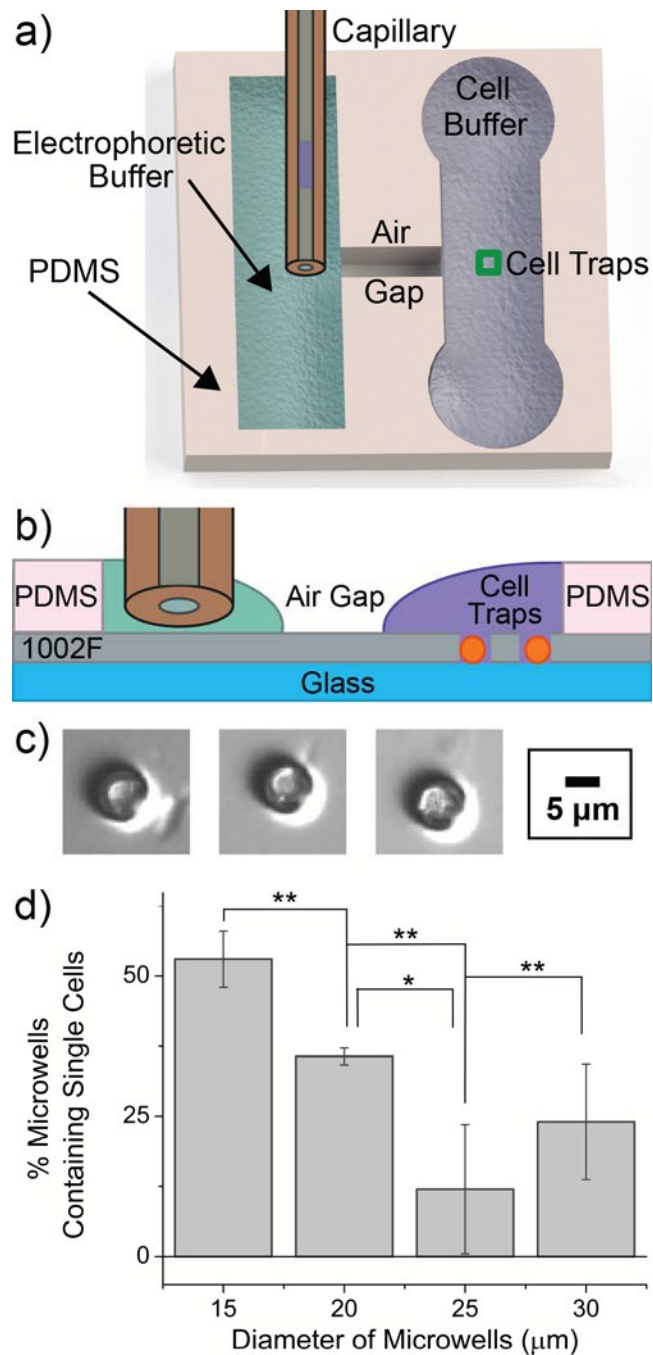 a)
Capillary
Electrophoretic
Buffer
PDMS
Air
Gap
Cell
Buffer
Cell Traps
b)
PDMS
Air Gap
Cell
Traps
PDMS
1002F
Glass
c)
5 μm
d)
**
**
*
**
% Microwells
Containing Single Cells
50
25
0
15 20 25 30
Diameter of Microwells (μm)